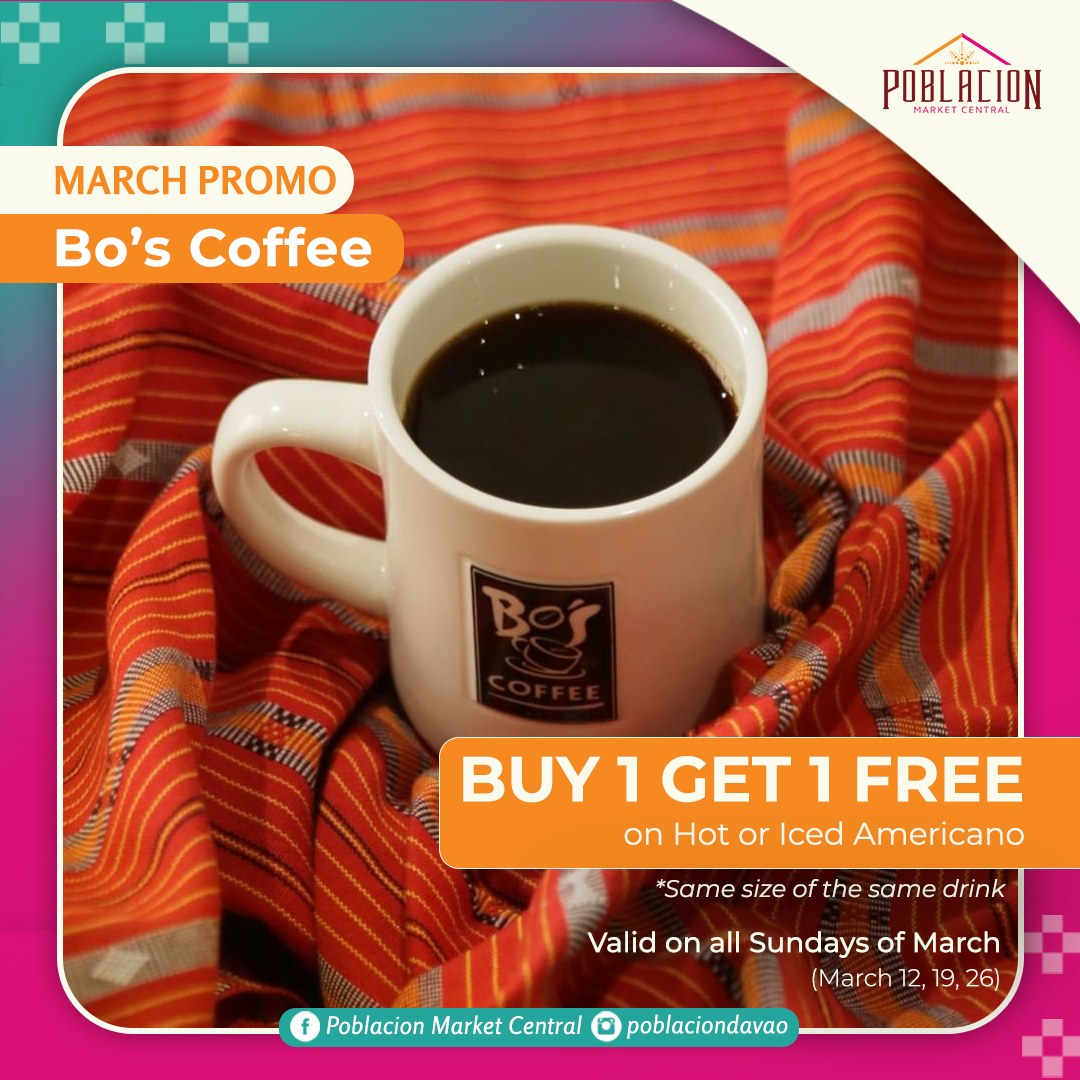 POBLACION
MARKET CENTRAL
MARCH PROMO
Bo's Coffee
BO'S
COFFEE
BUY 1 GET 1 FREE
on Hot or Iced Americano
*Same size of the same drink
Valid on all Sundays of March
(March 12, 19, 26)
Poblacion Market Central poblaciondavao